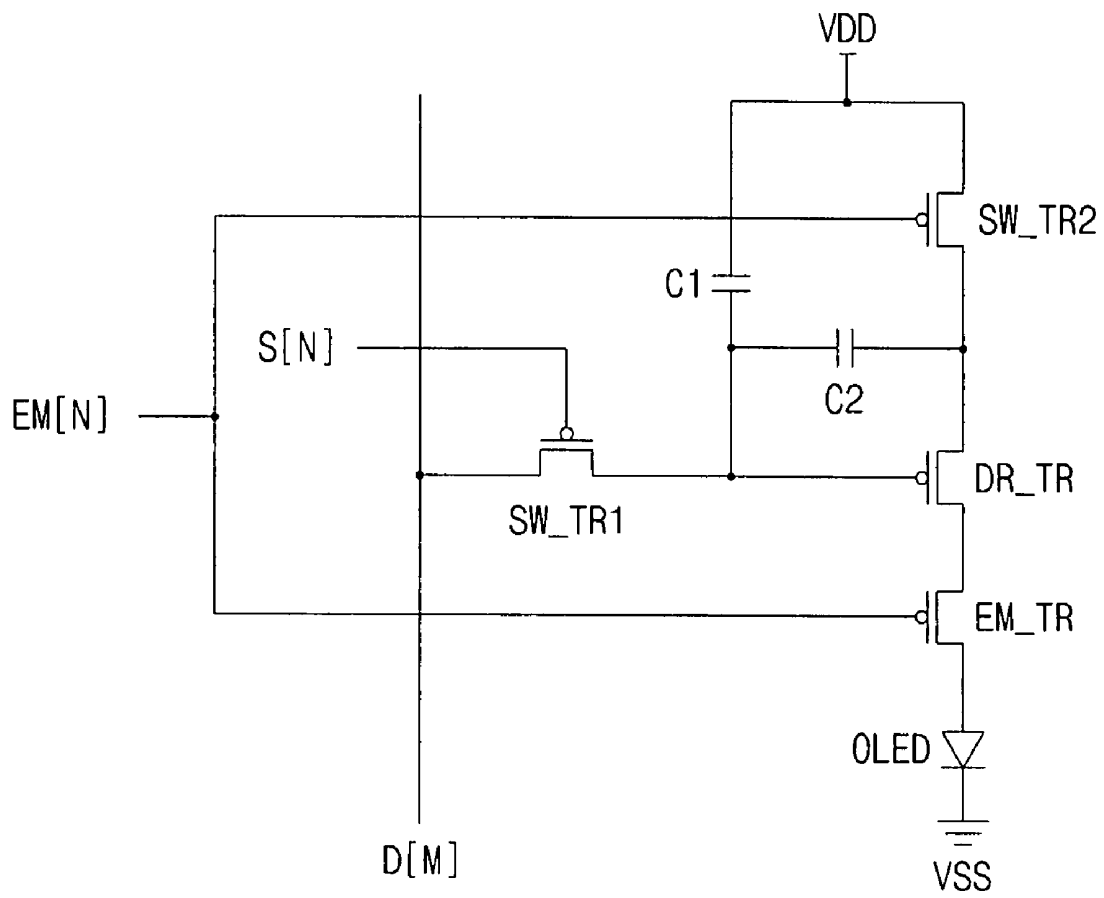 VDD
SW_TR2
C1
S[N]
C2
EM[N]
DR_TR
SW_TR1
EM_TR
OLED
D[M]
VSS